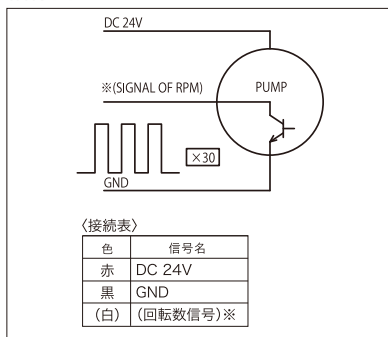 DC 24V
※(SIGNAL OF RPM)
PUMP
×30
GND
〈接続表〉
色 信号名
赤 DC 24V
黒 GND
(白) (回転数信号)※